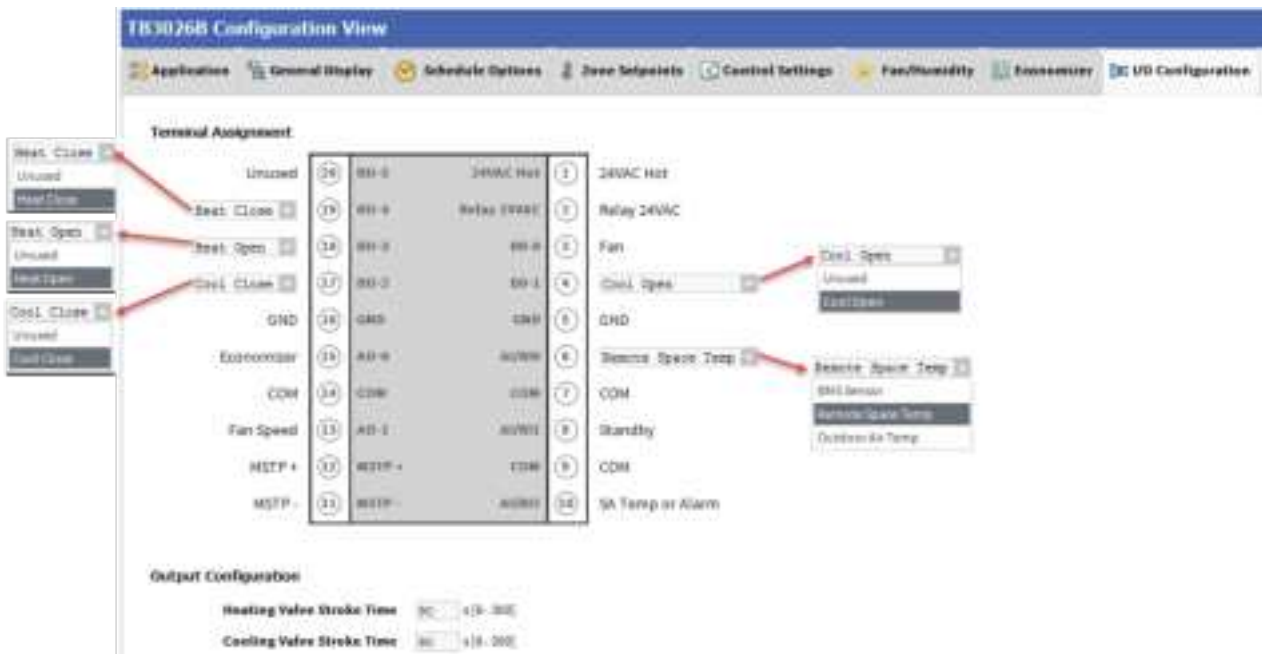 TB3026B Configuration View
Application General Display Schedule Options Zone Setpoints Control Settings Fan/Humidity Economizer I/O Configuration
Terminal Assignment
Heat Close
Unused
Heat Close
Heat Open
Unused
Heat Open
Cool Close
Unused
Cool Close
Unused 20 24VAC Hot 1 24VAC Hot
Heat Close 19 Relay 24VAC 2 Relay 24VAC
Heat Open 18 3 Fan
Cool Close 17 4 Cool Open
GND 16 GND GND 5 GND
Economizer 15 6 Remote Space Temp
COM 14 COM COM 7 COM
Fan Speed 13 8 Standby
MSTP + 12 MSTP + COM 9 COM
MSTP - 11 MSTP - 10 SA Temp or Alarm
Cool Open
Unused
Cool Open
Remote Space Temp
Remote Space Temp
Outdoor Air Temp
Output Configuration
Heating Valve Stroke Time
Cooling Valve Stroke Time